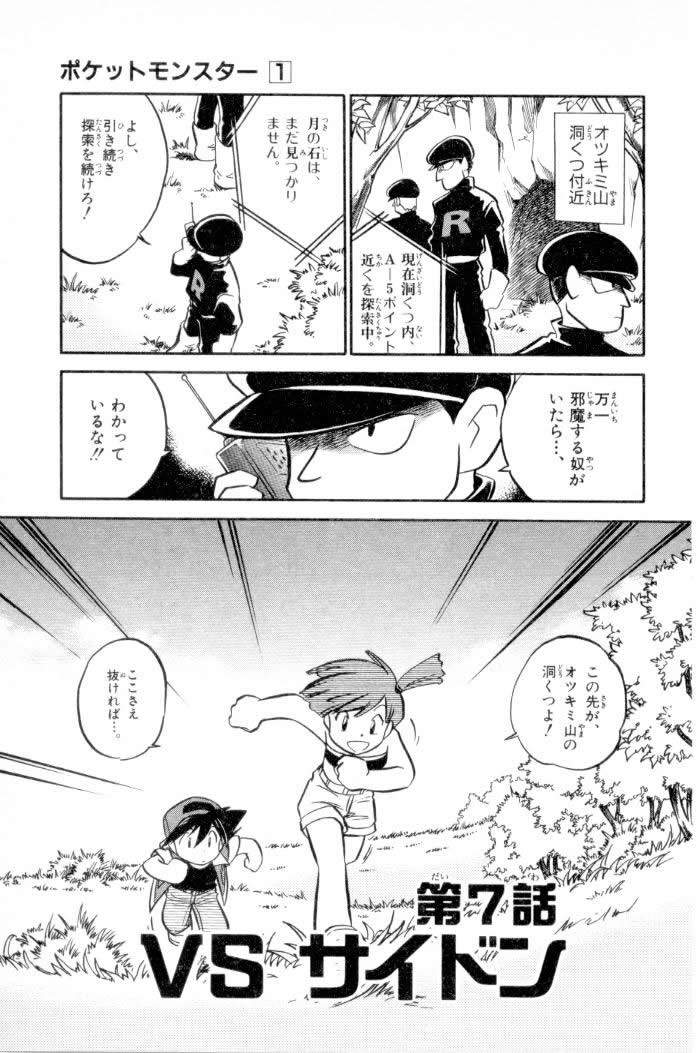 ポケットモンスター 1
オツキミ山
洞くつ付近
R
現在洞くつ内、
A—5ポイント
近くを探索中。
月の石は、
まだ見つかり
ません。
よし、
引き続き
探索を続けろ!
R
万一
邪魔する奴が
いたら…、
わかって
いるな!!
この先が、
オツキミ山の
洞くつよ!
ここさえ
抜ければ…。
第7話
VS サイドン